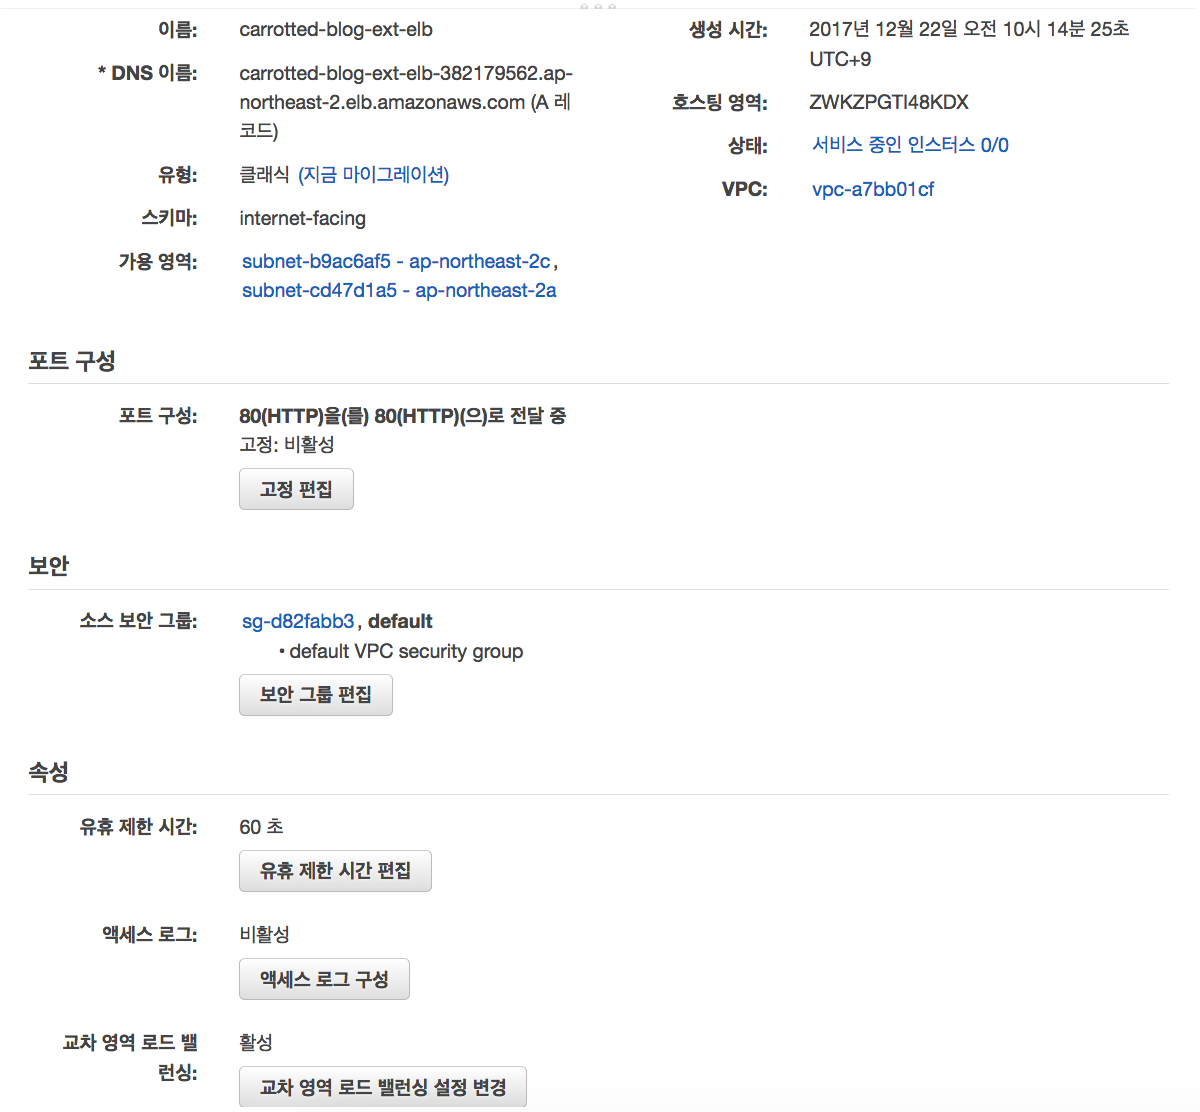 이름: carrotted-blog-ext-elb
* DNS 이름: carrotted-blog-ext-elb-382179562.ap-
northeast-2.elb.amazonaws.com (A 레
코드)
유형: 클래식 (지금 마이그레이션)
스키마: internet-facing
가용 영역: subnet-b9ac6af5 - ap-northeast-2c,
subnet-cd47d1a5 - ap-northeast-2a
생성 시간: 2017년 12월 22일 오전 10시 14분 25초
UTC+9
호스팅 영역: ZWKZPGTI48KDX
상태: 서비스 중인 인스터스 0/0
VPC: vpc-a7bb01cf
포트 구성
포트 구성: 80(HTTP)을(를) 80(HTTP)(으)로 전달 중
고정: 비활성
고정 편집
보안
소스 보안 그룹: sg-d82fabb3, default
• default VPC security group
보안 그룹 편집
속성
유휴 제한 시간: 60 초
유휴 제한 시간 편집
액세스 로그: 비활성
액세스 로그 구성
교차 영역 로드 밸 활성
런싱:
교차 영역 로드 밸런싱 설정 변경